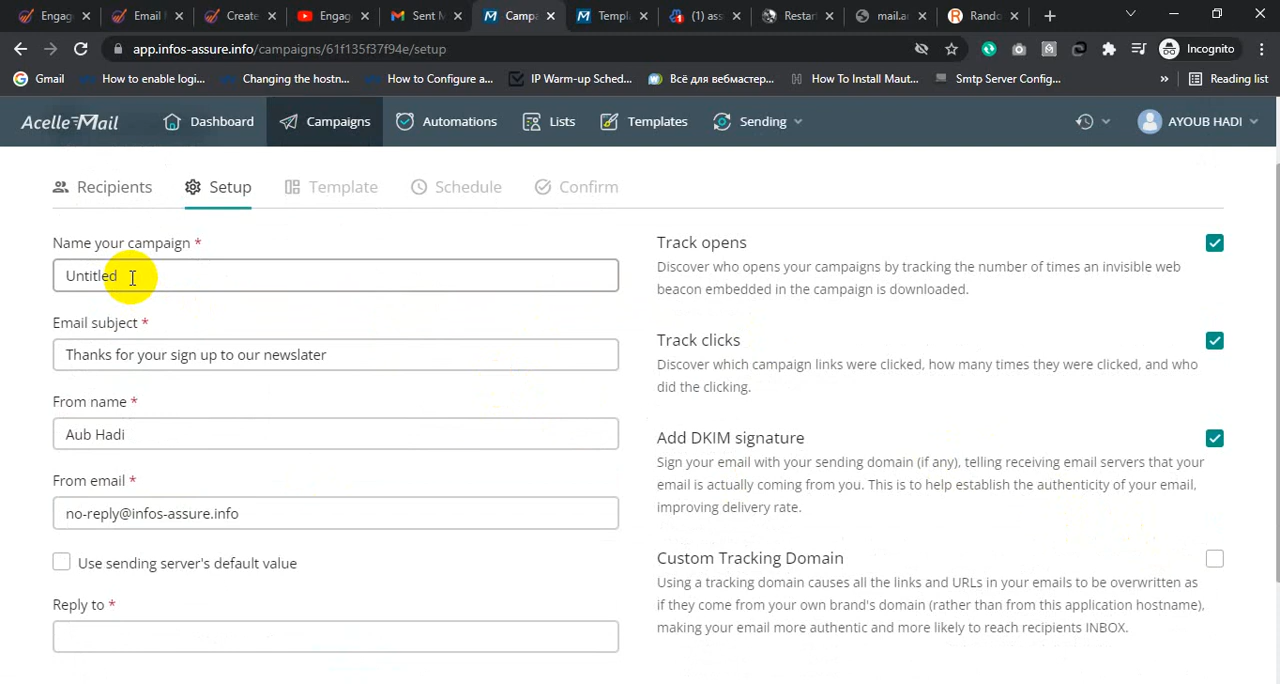 Engag
Email M
Create
Engage
Sent M
Campa
Templa
(1) ass
Restar
mail.ar
Rando
app.infos-assure.info/campaigns/61f135f37f94e/setup
Incognito
Gmail
How to enable logi...
Changing the hostn...
How to Configure a...
IP Warm-up Sched...
Всё для вебмастер...
How To Install Maut...
Smtp Server Config...
»
Reading list
Acelle Mail
Dashboard
Campaigns
Automations
Lists
Templates
Sending
AYOUB HADI
Recipients
Setup
Template
Schedule
Confirm
Name your campaign *
Untitled
Email subject *
Thanks for your sign up to our newslater
From name *
Aub Hadi
From email *
no-reply@infos-assure.info
Use sending server's default value
Reply to *
Track opens
Discover who opens your campaigns by tracking the number of times an invisible web
beacon embedded in the campaign is downloaded.
Track clicks
Discover which campaign links were clicked, how many times they were clicked, and who
did the clicking.
Add DKIM signature
Sign your email with your sending domain (if any), telling receiving email servers that your
email is actually coming from you. This is to help establish the authenticity of your email,
improving delivery rate.
Custom Tracking Domain
Using a tracking domain causes all the links and URLs in your emails to be overwritten as
if they come from your own brand's domain (rather than from this application hostname),
making your email more authentic and more likely to reach recipients INBOX.